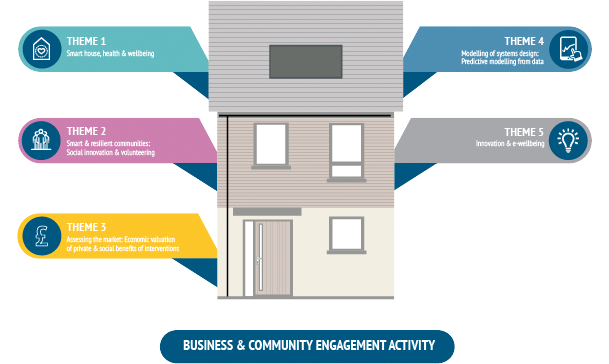 THEME 1
Smart house, health & wellbeing
THEME 2
Smart & resilient communities:
Social innovation & volunteering
THEME 3
Assessing the market: Economic valuation
of private & social benefits of interventions
THEME 4
Modelling of systems design:
Predictive modelling from data
THEME 5
Innovation & e-wellbeing
£
BUSINESS & COMMUNITY ENGAGEMENT ACTIVITY